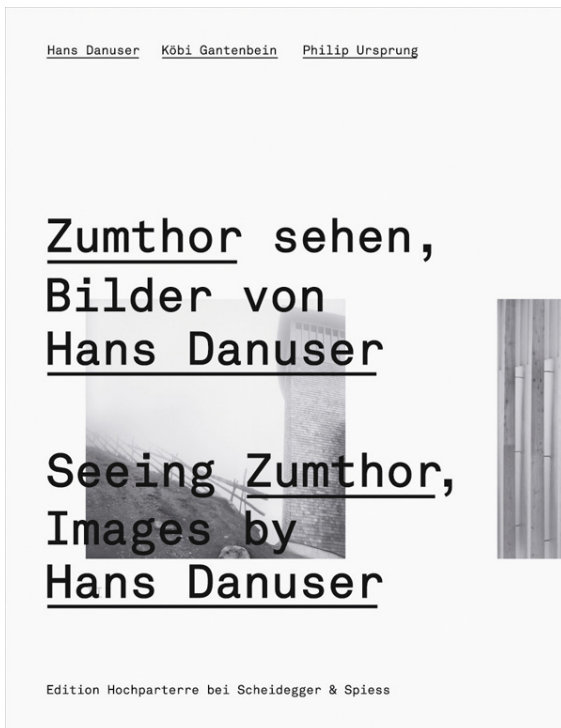 Hans Danuser Köbi Gantenbein Philip Ursprung
Zumthor sehen,
Bilder von
Hans Danuser
Seeing Zumthor,
Images by
Hans Danuser
Edition Hochparterre bei Scheidegger & Spiess